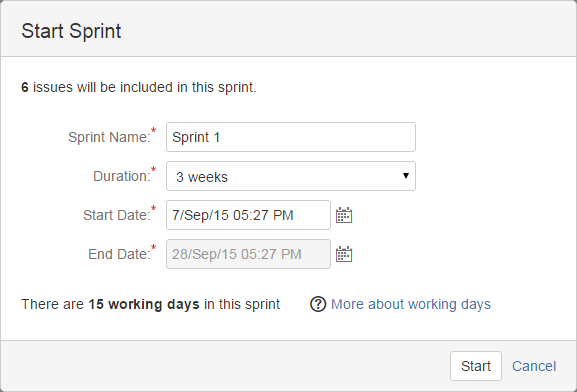 Start Sprint
6 issues will be included in this sprint.
Sprint Name:* Sprint 1
Duration:* 3 weeks
Start Date:* 7/Sep/15 05:27 PM
End Date:* 28/Sep/15 05:27 PM
There are 15 working days in this sprint ? More about working days
Start Cancel